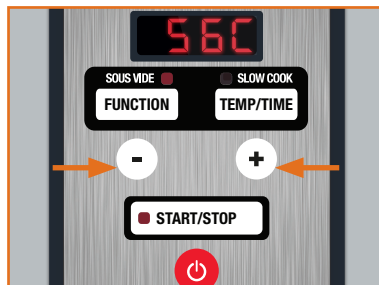 56C
SOUS VIDE SLOW COOK
FUNCTION TEMP/TIME
- +
START/STOP